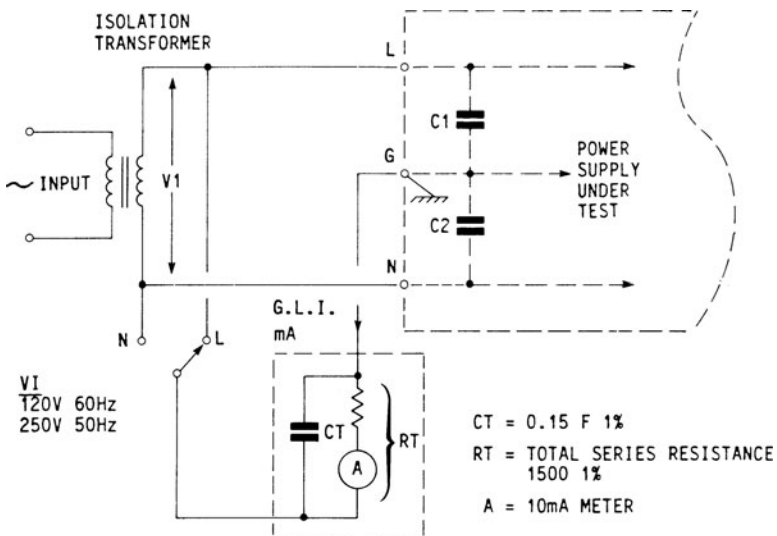 ISOLATION
TRANSFORMER
L
C1
G
POWER
SUPPLY
UNDER
TEST
∼ INPUT
V1
C2
N
G.L.I.
mA
N
L
VI
120V 60Hz
250V 50Hz
CT
RT
A
CT = 0.15 F 1%
RT = TOTAL SERIES RESISTANCE
1500 1%
A = 10mA METER